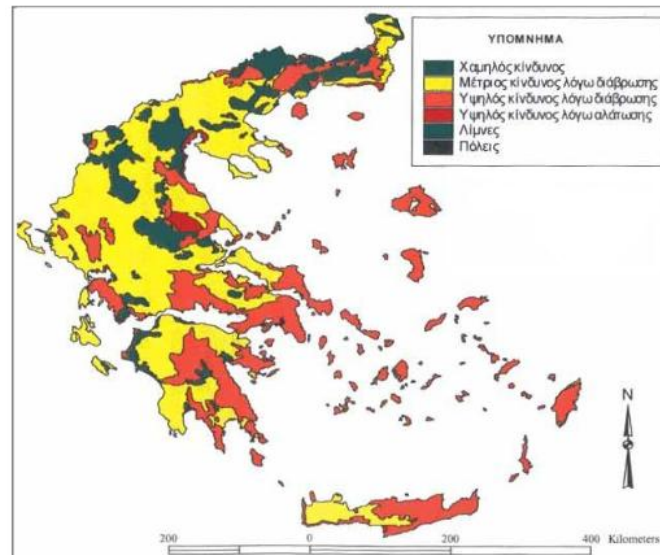 ΥΠΟΜΝΗΜΑ
Χαμηλός κίνδυνος
Μέτριος κίνδυνος λόγω διάβρωσης
Υψηλός κίνδυνος λόγω διάβρωσης
Υψηλός κίνδυνος λόγω αλάτωσης
Λίμνες
Πόλεις
N
200 0 200 400 Kilometers